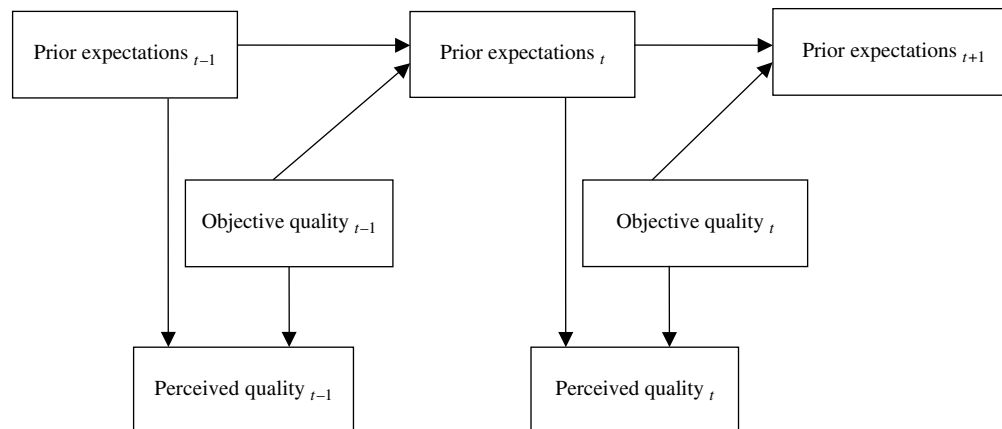 Prior expectations t–1
Prior expectations t
Prior expectations t+1
Objective quality t–1
Objective quality t
Perceived quality t–1
Perceived quality t